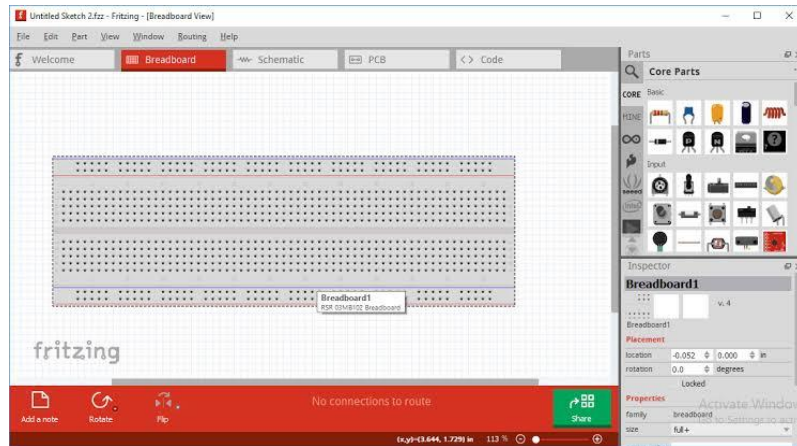 Untitled Sketch 2.fzz - Fritzing - [Breadboard View]
File Edit Part View Window Routing Help
Welcome
Breadboard
Schematic
PCB
Code
Parts
Core Parts
CORE
Basic
MINE
Input
seeed
Breadboard1
RSR 03MB102 Breadboard
fritzing
Inspector
Breadboard1
v. 4
Breadboard1
Placement
location -0.052 0.000 in
rotation 0.0 degrees
Locked
Properties
family breadboard
size full+
Activate Window
Add a note
Rotate
Flip
No connections to route
Share
(x,y)=(3.644, 1.729) in 113 %